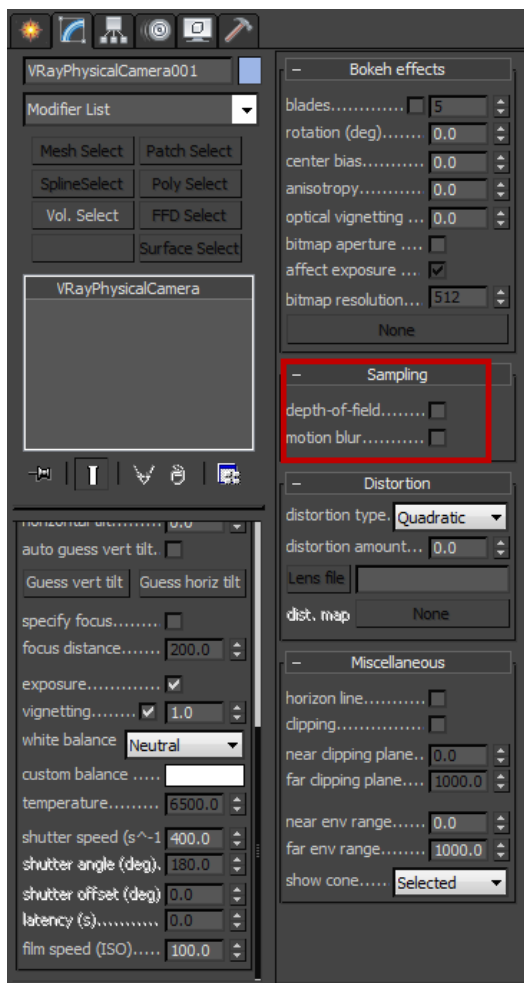 VRayPhysicalCamera001
Modifier List
Mesh Select Patch Select
SplineSelect Poly Select
Vol. Select FFD Select
Surface Select
VRayPhysicalCamera
horizontal tilt......... 0.0
auto guess vert tilt.
Guess vert tilt Guess horiz tilt
specify focus........
focus distance....... 200.0
exposure............
vignetting........ 1.0
white balance Neutral
custom balance .....
temperature......... 6500.0
shutter speed (s^-1 400.0
shutter angle (deg). 180.0
shutter offset (deg) 0.0
latency (s)........... 0.0
film speed (ISO)..... 100.0
− Bokeh effects
blades............. 5
rotation (deg)....... 0.0
center bias........... 0.0
anisotropy........... 0.0
optical vignetting ... 0.0
bitmap aperture ....
affect exposure ....
bitmap resolution... 512
None
− Sampling
depth-of-field........
motion blur...........
− Distortion
distortion type. Quadratic
distortion amount... 0.0
Lens file
dist. map None
− Miscellaneous
horizon line...........
clipping...............
near clipping plane.. 0.0
far clipping plane.... 1000.0
near env range...... 0.0
far env range........ 1000.0
show cone..... Selected